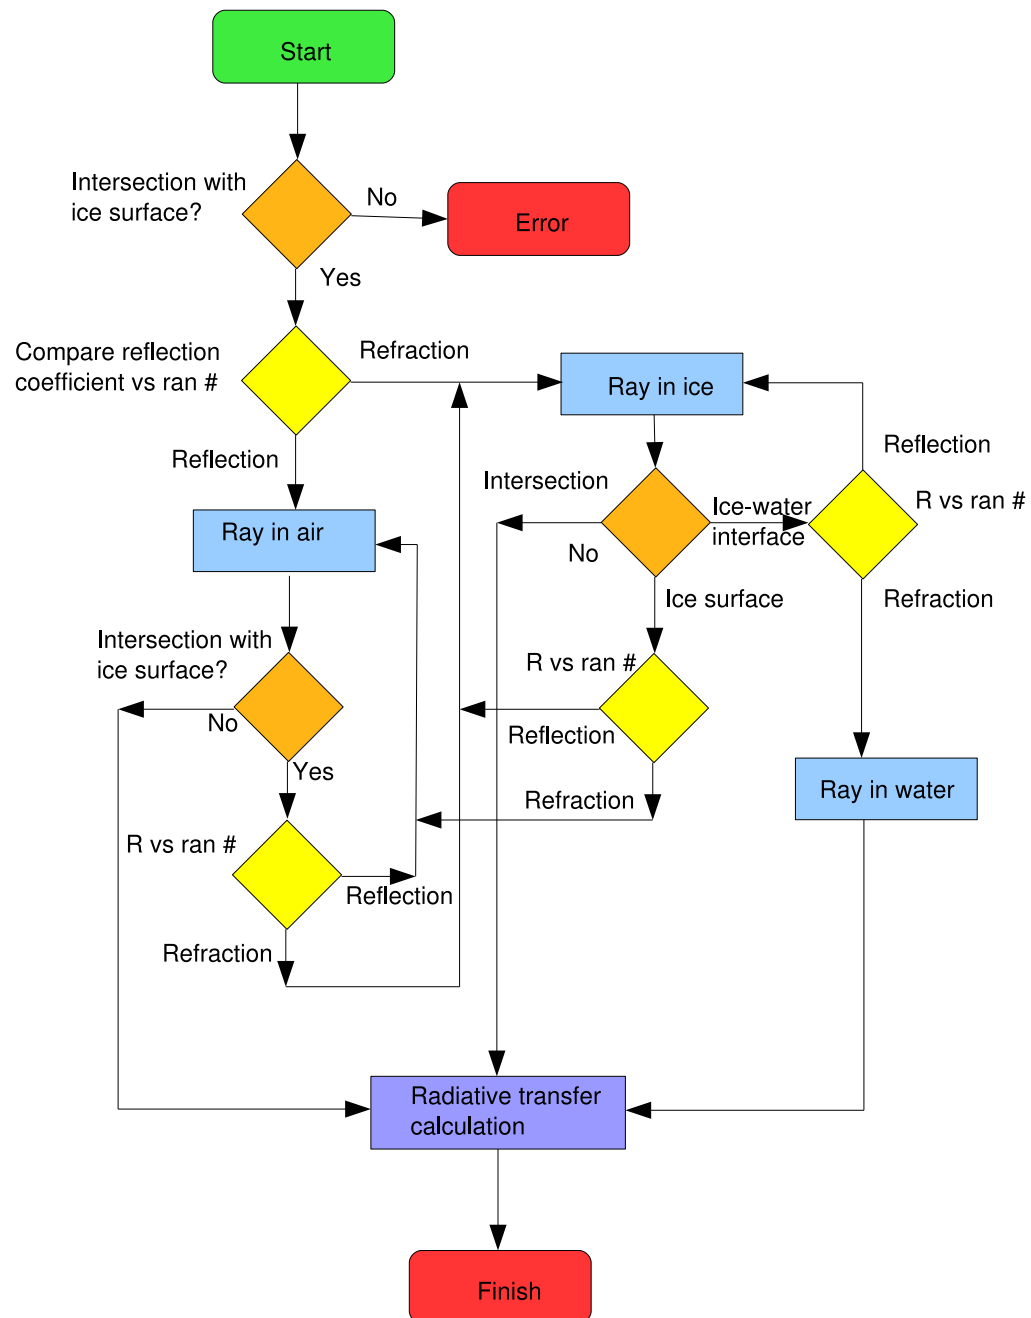 Start
Intersection with
ice surface?
No
Error
Yes
Compare reflection
coefficient vs ran #
Refraction
Ray in ice
Reflection
Reflection
Intersection
Ice-water
interface
R vs ran #
No
Ray in air
Ice surface
Refraction
Intersection with
ice surface?
R vs ran #
No
Reflection
Yes
Refraction
Ray in water
R vs ran #
Reflection
Refraction
Radiative transfer
calculation
Finish